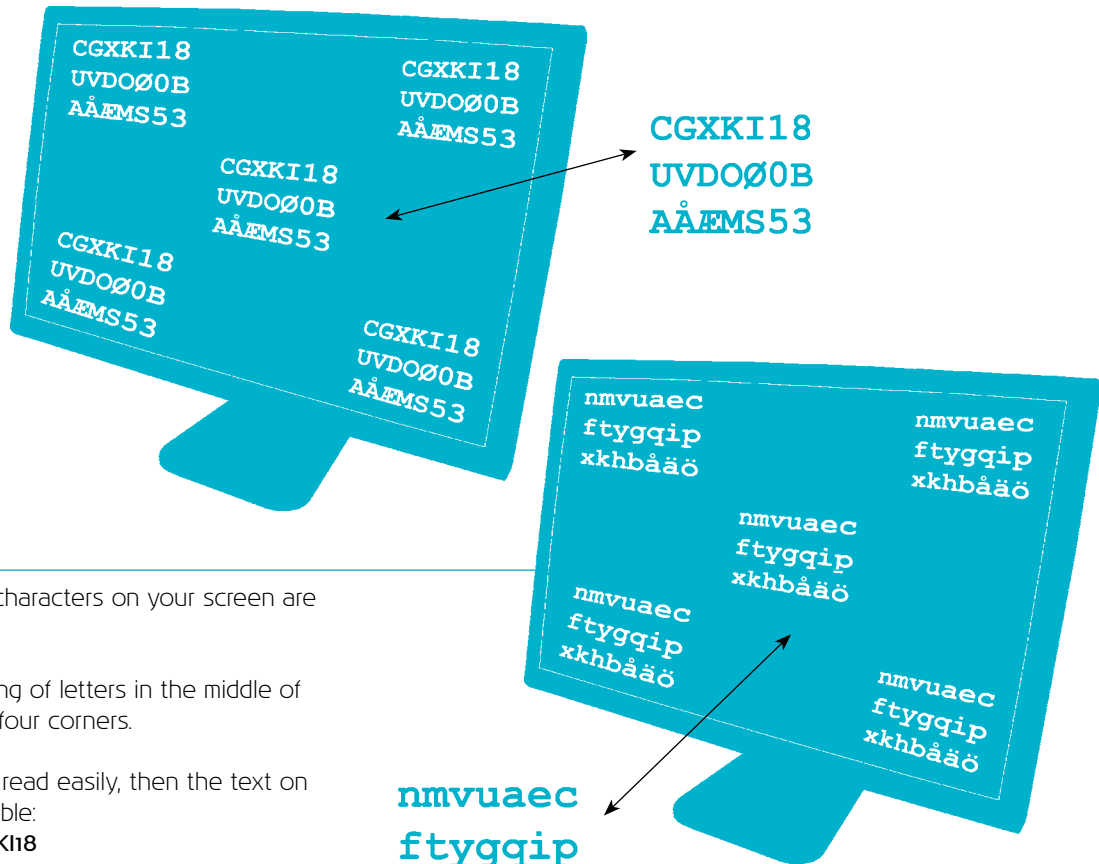 CGXKI18
UVDOØ0B
AÅÆMS53
CGXKI18
UVDOØ0B
AÅÆMS53
CGXKI18
UVDOØ0B
AÅÆMS53
CGXKI18
UVDOØ0B
AÅÆMS53
CGXKI18
UVDOØ0B
AÅÆMS53
CGXKI18
UVDOØ0B
AÅÆMS53
nmvuaec
ftygqip
xkhbåäö
nmvuaec
ftygqip
xkhbåäö
nmvuaec
ftygqip
xkhbåäö
nmvuaec
ftygqip
xkhbåäö
nmvuaec
ftygqip
xkhbåäö
characters on your screen are
ng of letters in the middle of
four corners.
read easily, then the text on
ble:
KI18
nmvuaec
ftygqip